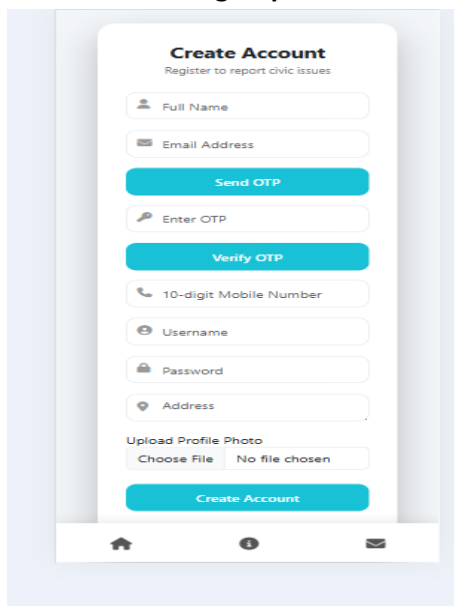 Create Account
Register to report civic issues
Full Name
Email Address
Send OTP
Enter OTP
Verify OTP
10-digit Mobile Number
Username
Password
Address
Upload Profile Photo
Choose File No file chosen
Create Account